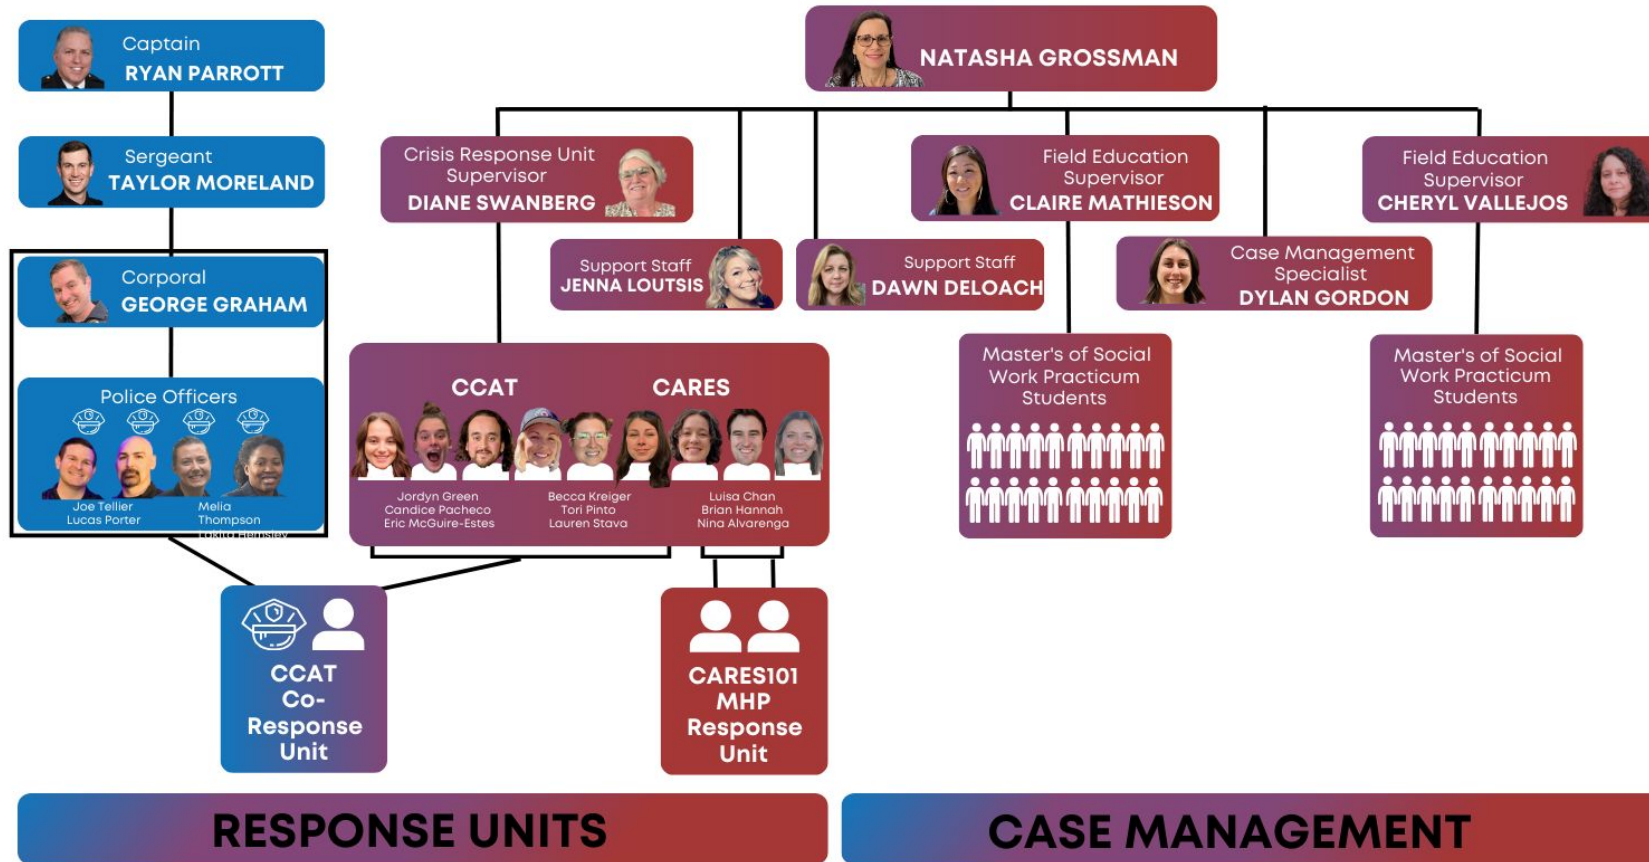 Captain
RYAN PARROTT
Sergeant
TAYLOR MORELAND
Corporal
GEORGE GRAHAM
Police Officers
Joe Tellier
Lucas Porter
Melia
Thompson
Lakita Hemsley
NATASHA GROSSMAN
Crisis Response Unit
Supervisor
DIANE SWANBERG
Support Staff
JENNA LOUTSIS
Support Staff
DAWN DELOACH
Field Education
Supervisor
CLAIRE MATHIESON
Case Management
Specialist
DYLAN GORDON
Field Education
Supervisor
CHERYL VALLEJOS
CCAT
CARES
Jordyn Green
Candice Pacheco
Eric McGuire-Estes
Becca Kreiger
Tori Pinto
Lauren Stava
Luisa Chan
Brian Hannah
Nina Alvarenga
Master's of Social
Work Practicum
Students
Master's of Social
Work Practicum
Students
CCAT
Co-
Response
Unit
CARES101
MHP
Response
Unit
RESPONSE UNITS
CASE MANAGEMENT